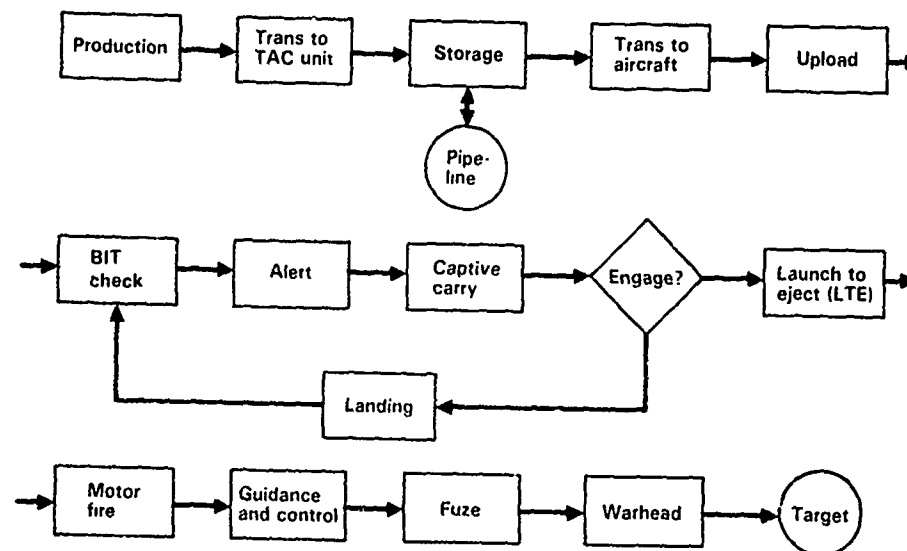 Production
Trans to
TAC unit
Storage
Trans to
aircraft
Upload
Pipe-
line
BIT
check
Alert
Captive
carry
Engage?
Launch to
eject (LTE)
Landing
Motor
fire
Guidance
and control
Fuze
Warhead
Target